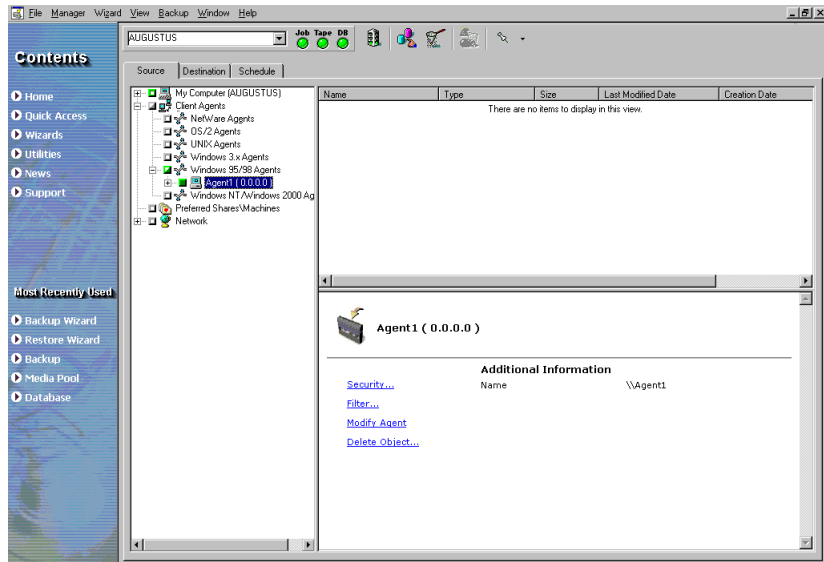 File Manager Wizard View Backup Window Help
AUGUSTUS
Job Tape DB
Contents
Home
Quick Access
Wizards
Utilities
News
Support
Most Recently Used
Backup Wizard
Restore Wizard
Backup
Media Pool
Database
Source Destination Schedule
My Computer (AUGUSTUS)
Client Agents
NetWare Agents
OS/2 Agents
UNIX Agents
Windows 3.x Agents
Windows 95/98 Agents
Agent1 ( 0.0.0.0 )
Windows NT/Windows 2000 Ag
Preferred Shares\Machines
Network
Name Type Size Last Modified Date Creation Date
There are no items to display in this view.
Agent1 ( 0.0.0.0 )
Additional Information
Security... Name \\Agent1
Filter...
Modify Agent
Delete Object...